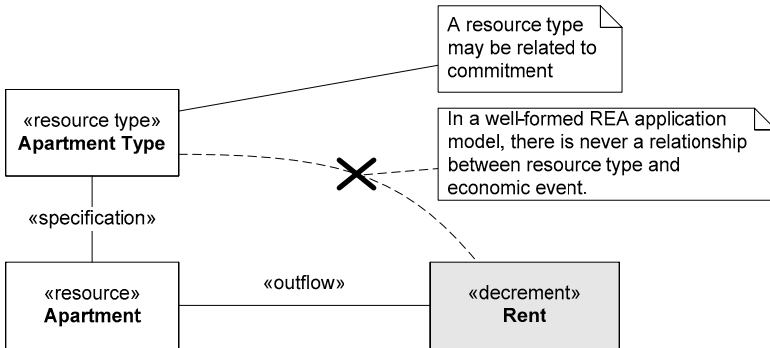 A resource type
may be related to
commitment
«resource type»
Apartment Type
In a well-formed REA application
model, there is never a relationship
between resource type and
economic event.
«specification»
«resource»
Apartment
«outflow»
«decrement»
Rent